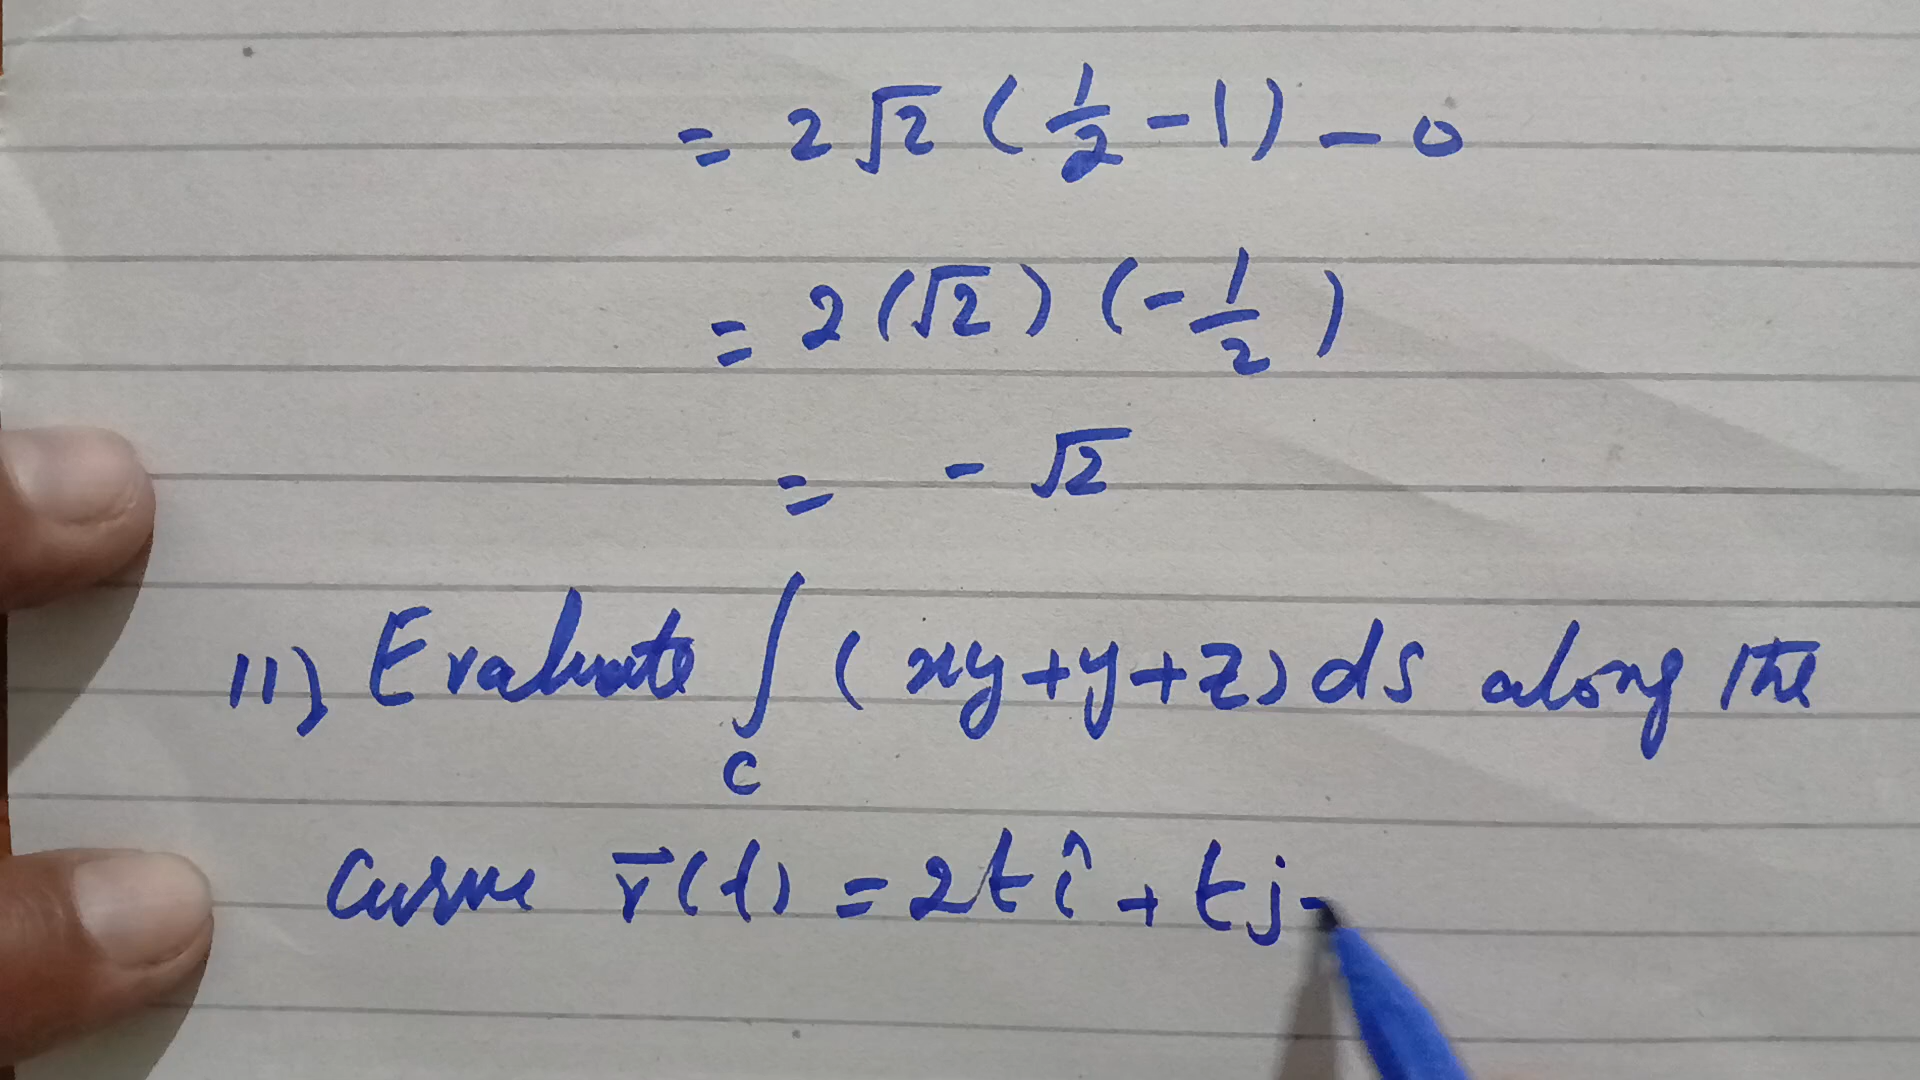 = 2√2 (1/2 - 1) - 0
= 2 (√2) (-1/2)
= - √2
11) Evaluate ∫_C (xy+y+z) ds along the
curve r⃗(t) = 2t î + t j -